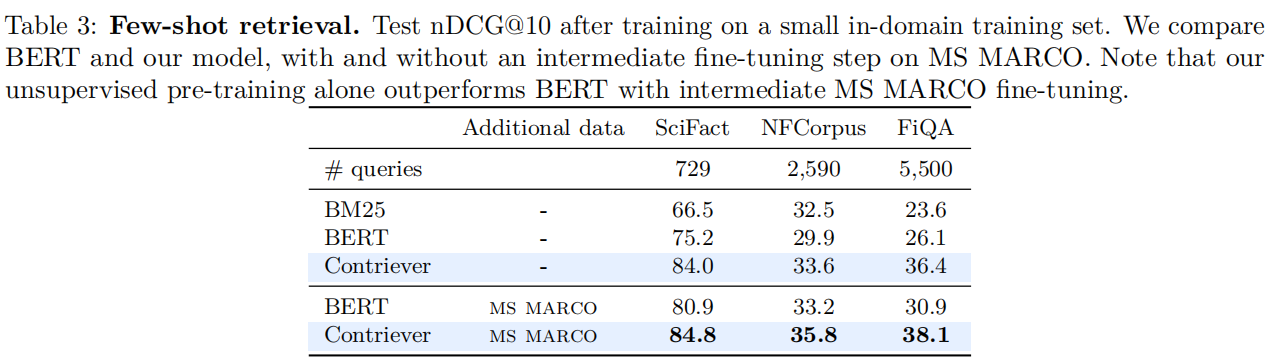 Table 3: Few-shot retrieval. Test nDCG@10 after training on a small in-domain training set. We compare
BERT and our model, with and without an intermediate fine-tuning step on MS MARCO. Note that our
unsupervised pre-training alone outperforms BERT with intermediate MS MARCO fine-tuning.
Additional data SciFact NFCorpus FiQA
# queries 729 2,590 5,500
BM25 - 66.5 32.5 23.6
BERT - 75.2 29.9 26.1
Contriever - 84.0 33.6 36.4
BERT MS MARCO 80.9 33.2 30.9
Contriever MS MARCO 84.8 35.8 38.1